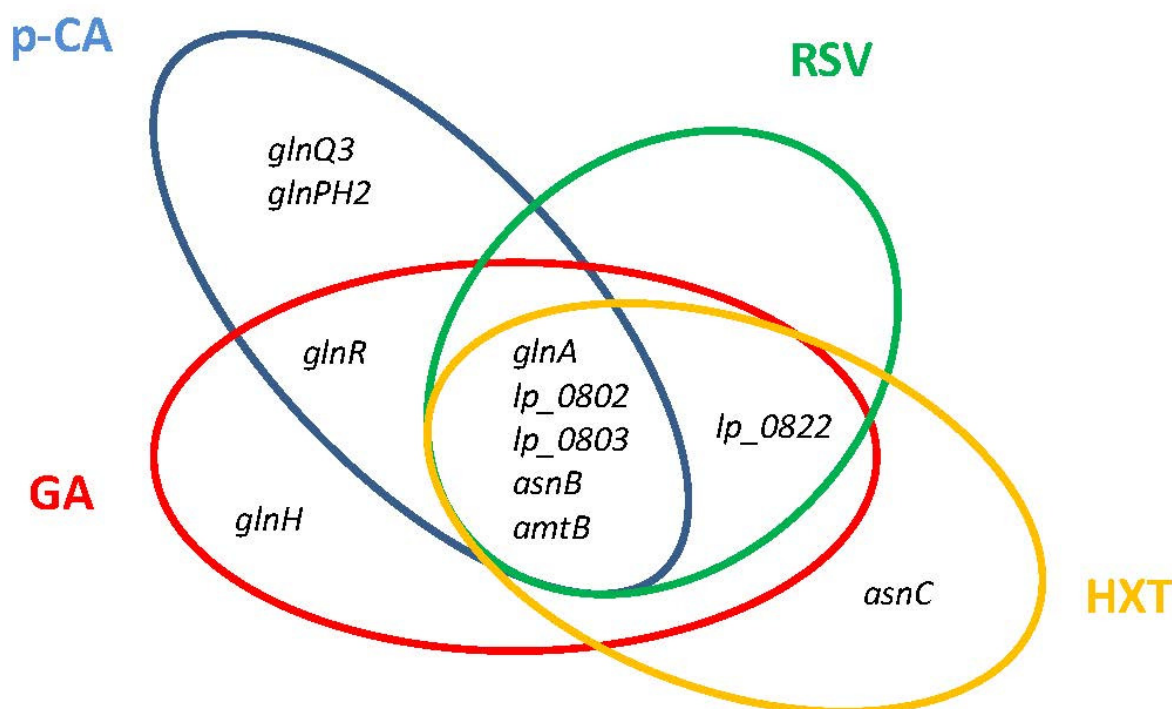 p-CA
RSV
glnQ3
glnPH2
glnR
glnA
lp_0802
lp_0803
asnB
amtB
lp_0822
GA
glnH
asnC
HXT